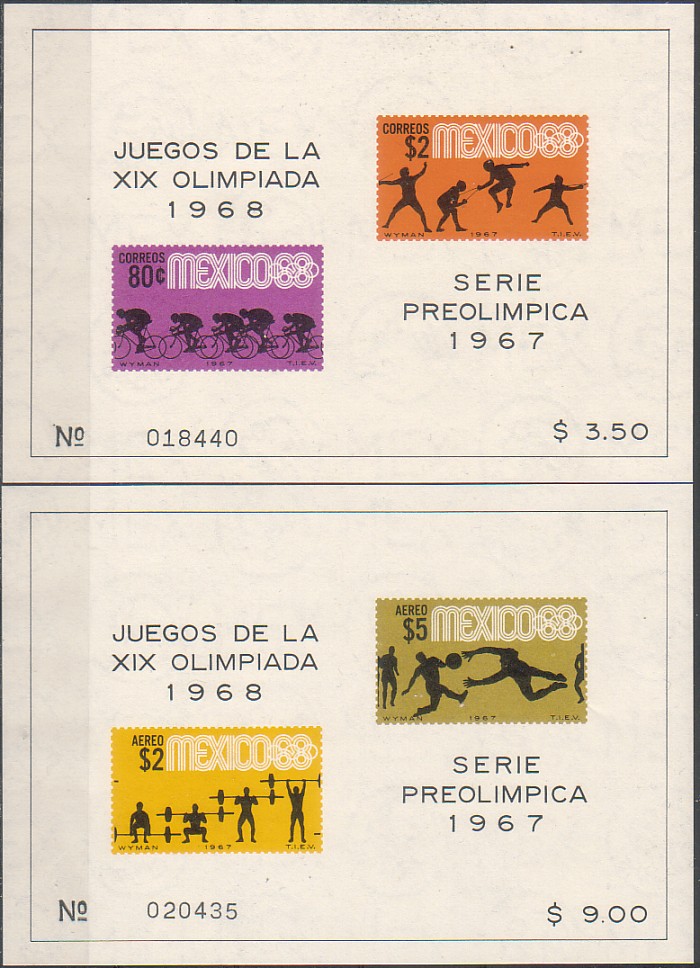 JUEGOS DE LA
XIX OLIMPIADA
1968
CORREOS
$2 MEXICO68
WYMAN 1967 T.I.E.V.
CORREOS
80¢ MEXICO68
WYMAN 1967 T.I.E.V.
SERIE
PREOLIMPICA
1967
Nº 018440
$ 3.50
JUEGOS DE LA
XIX OLIMPIADA
1968
AEREO
$5 MEXICO68
WYMAN 1967 T.I.E.V.
AEREO
$2 MEXICO68
WYMAN 1967 T.I.E.V.
SERIE
PREOLIMPICA
1967
Nº 020435
$ 9.00